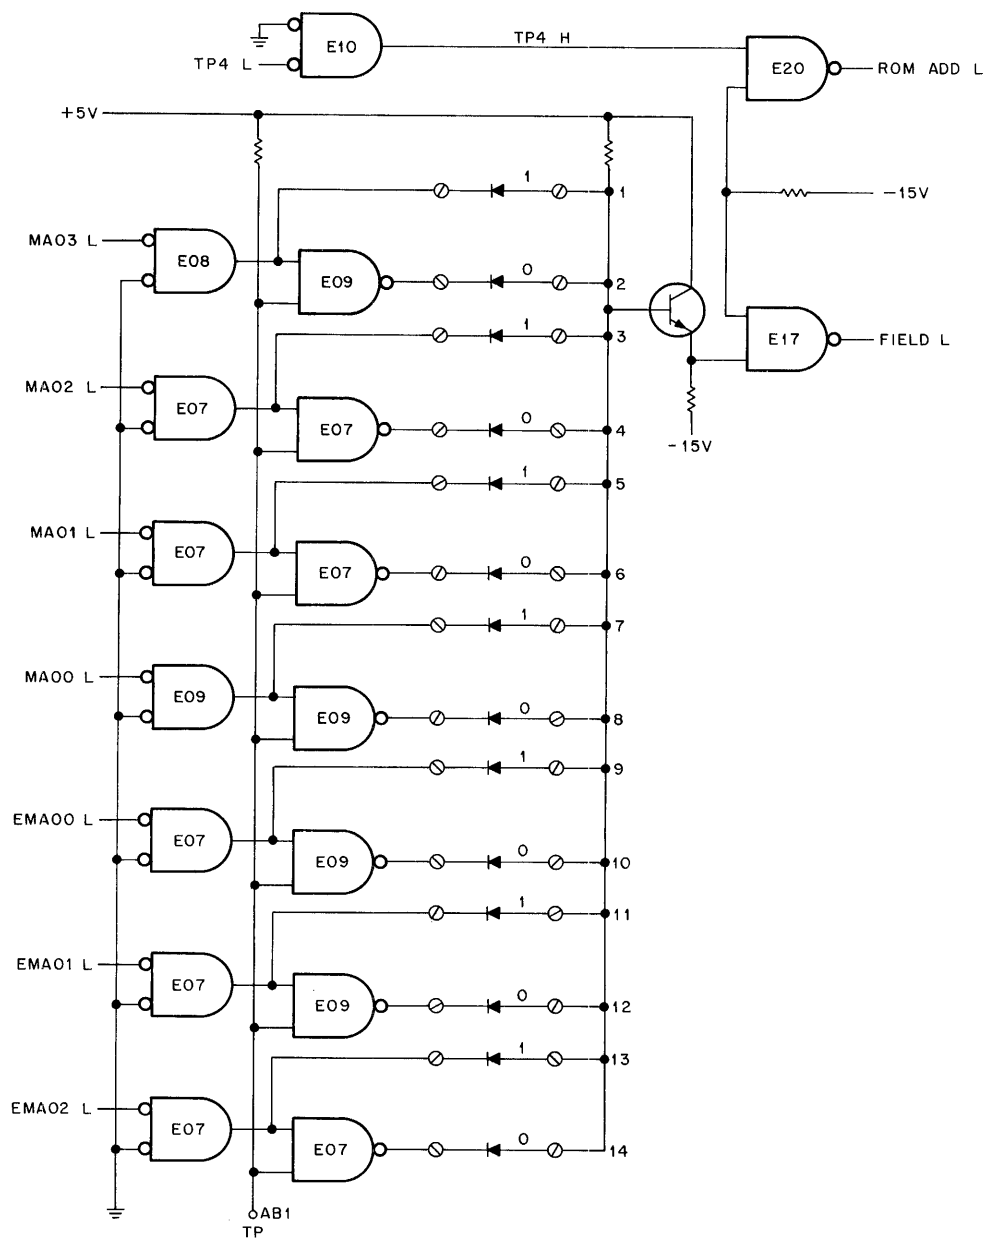 E10
TP4 H
TP4 L
E20
ROM ADD L
+5V
1
1
-15V
MA03 L
E08
E09
0
2
1
3
E17
FIELD L
MA02 L
E07
E07
0
4
-15V
1
5
MA01 L
E07
E07
0
6
1
7
MA00 L
E09
E09
0
8
1
9
EMA00 L
E07
E09
0
10
1
11
EMA01 L
E07
E09
0
12
1
13
EMA02 L
E07
E07
0
14
AB1
TP